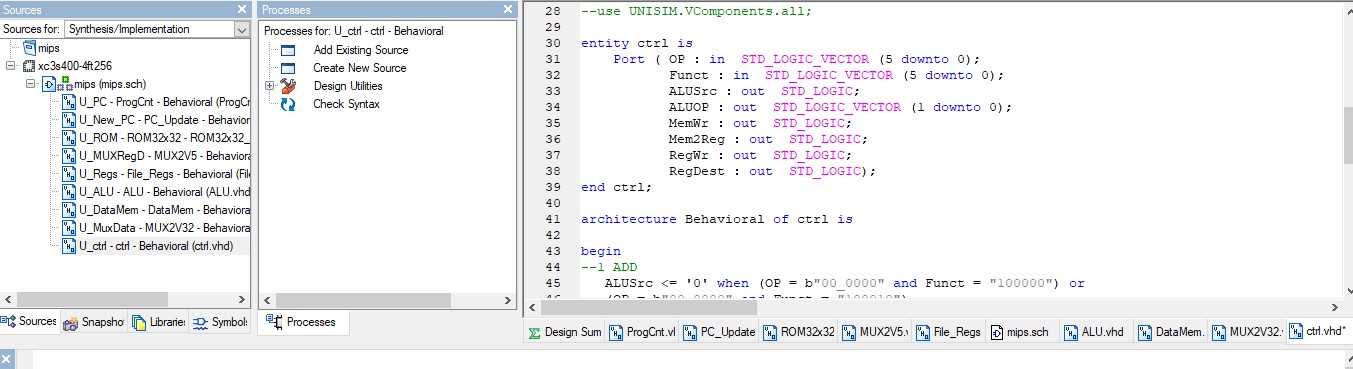 Sources
Sources for: Synthesis/Implementation
mips
xc3s400-4ft256
mips (mips.sch)
U_PC - ProgCnt - Behavioral (ProgCr
U_New_PC - PC_Update - Behavior
U_ROM - ROM32x32 - ROM32x32_
U_MUXRegD - MUX2V5 - Behaviora
U_Regs - File_Regs - Behavioral (File
U_ALU - ALU - Behavioral (ALU.vhd
U_DataMem - DataMem - Behaviora
U_MuxData - MUX2V32 - Behavioral
U_ctrl - ctrl - Behavioral (ctrl.vhd)
Sources
Snapshot
Libraries
Symbols
Processes
Processes for: U_ctrl - ctrl - Behavioral
Add Existing Source
Create New Source
Design Utilities
Check Syntax
Processes
28 --use UNISIM.VComponents.all;
29
30 entity ctrl is
31 Port ( OP : in STD_LOGIC_VECTOR (5 downto 0);
32 Funct : in STD_LOGIC_VECTOR (5 downto 0);
33 ALUSrc : out STD_LOGIC;
34 ALUOP : out STD_LOGIC_VECTOR (1 downto 0);
35 MemWr : out STD_LOGIC;
36 Mem2Reg : out STD_LOGIC;
37 RegWr : out STD_LOGIC;
38 RegDest : out STD_LOGIC);
39 end ctrl;
40
41 architecture Behavioral of ctrl is
42
43 begin
44 --1 ADD
45 ALUSrc <= '0' when (OP = b"00_0000" and Funct = "100000") or
Design Sum
ProgCnt.vl
PC_Update
ROM32x32
MUX2V5.v
File_Regs
mips.sch
ALU.vhd
DataMem.
MUX2V32.
ctrl.vhd*